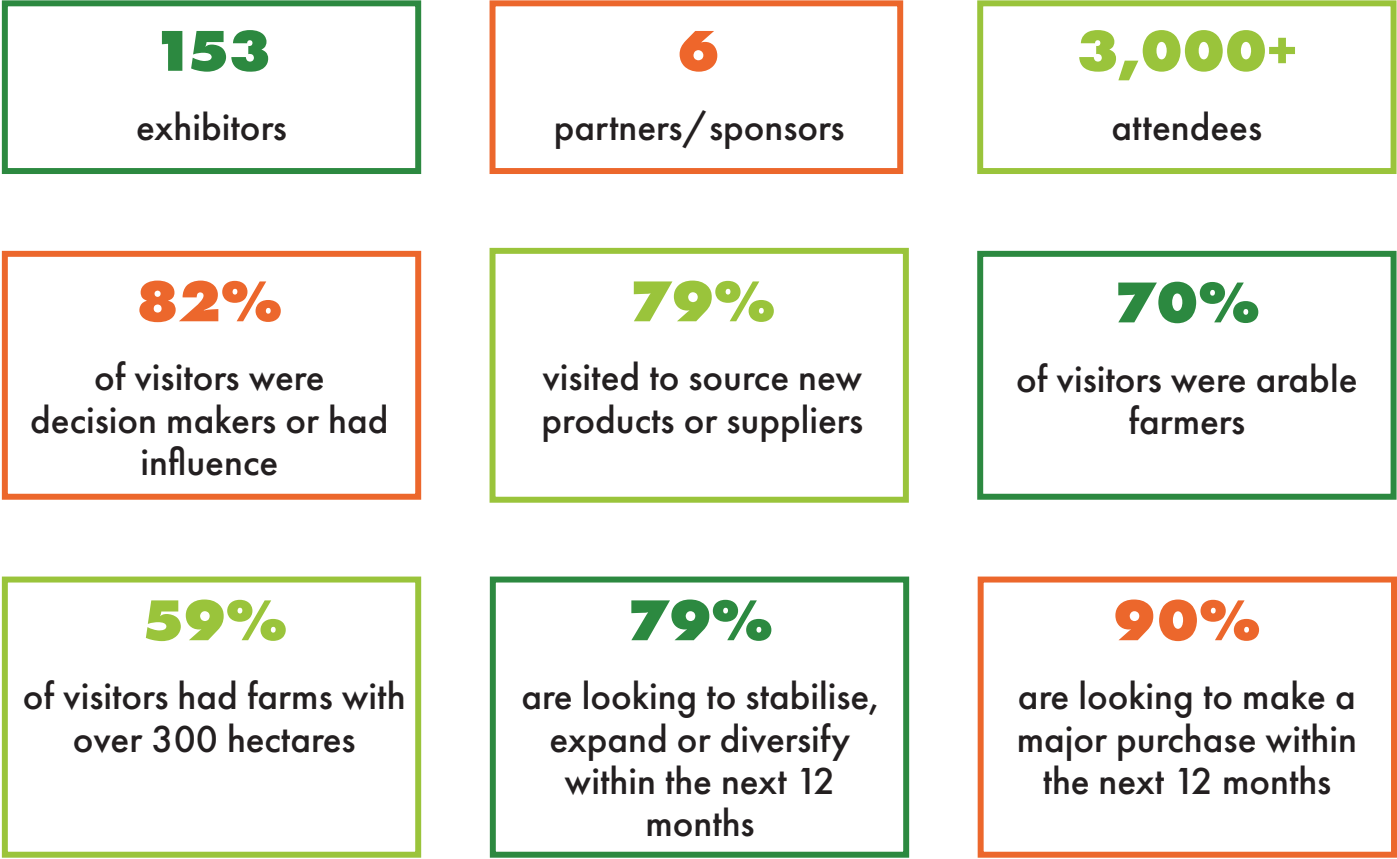 153
exhibitors
6
partners/sponsors
3,000+
attendees
82%
of visitors were
decision makers or had
influence
79%
visited to source new
products or suppliers
70%
of visitors were arable
farmers
59%
of visitors had farms with
over 300 hectares
79%
are looking to stabilise,
expand or diversify
within the next 12
months
90%
are looking to make a
major purchase within
the next 12 months